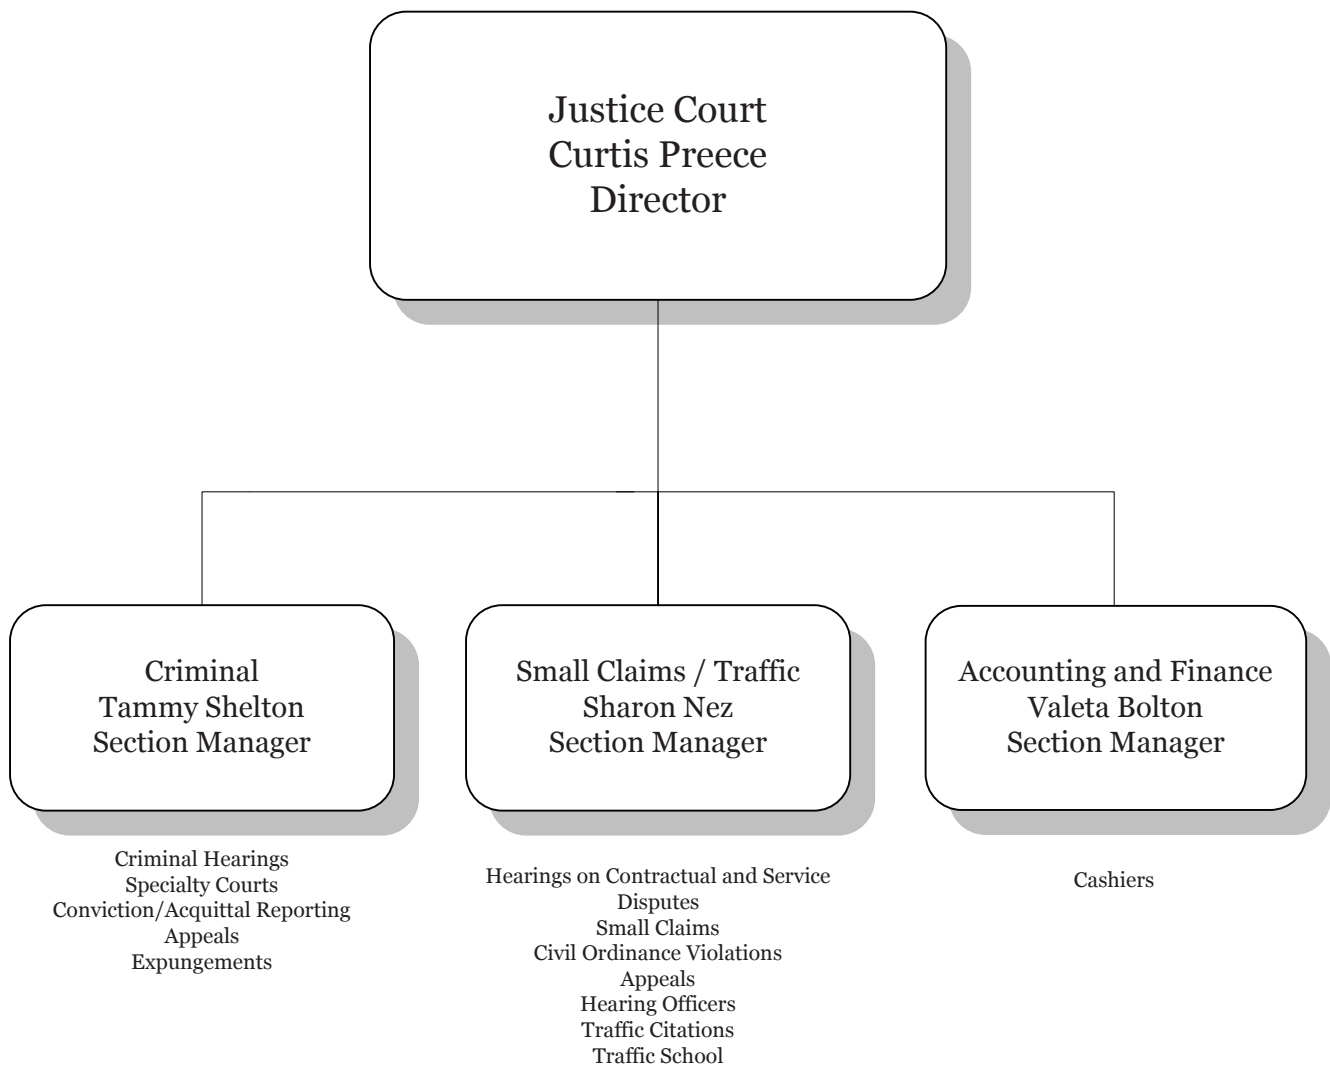 Justice Court
Curtis Preece
Director
Criminal
Tammy Shelton
Section Manager
Small Claims / Traffic
Sharon Nez
Section Manager
Accounting and Finance
Valeta Bolton
Section Manager
Criminal Hearings
Specialty Courts
Conviction/Acquittal Reporting
Appeals
Expungements
Hearings on Contractual and Service
Disputes
Small Claims
Civil Ordinance Violations
Appeals
Hearing Officers
Traffic Citations
Traffic School
Cashiers